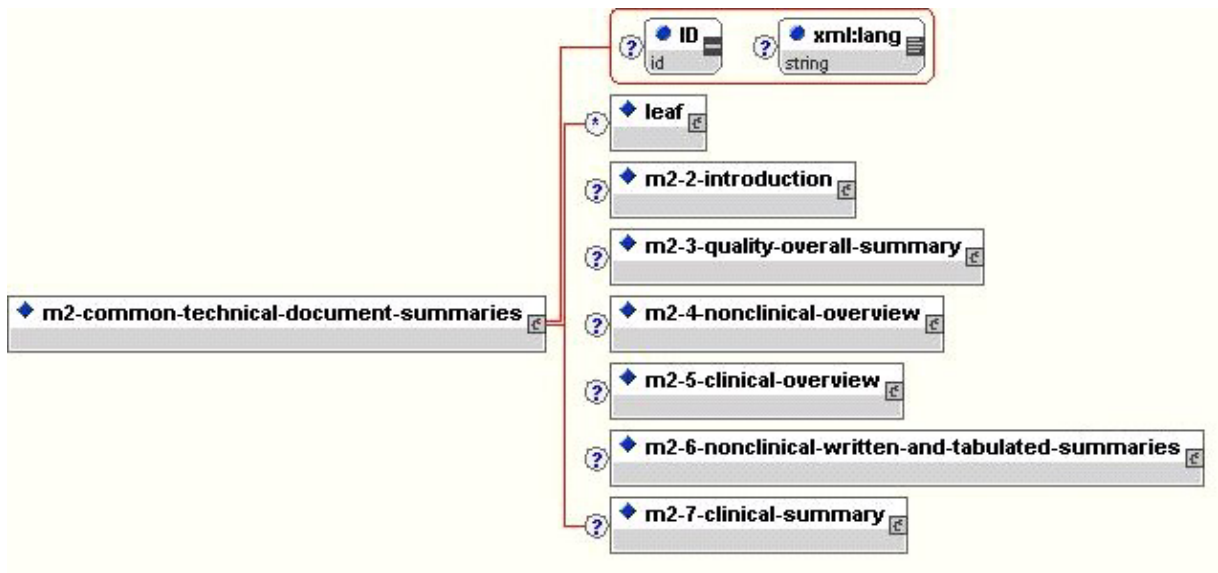 ? ID
id
? xml:lang
string
* leaf
? m2-2-introduction
? m2-3-quality-overall-summary
m2-common-technical-document-summaries
? m2-4-nonclinical-overview
? m2-5-clinical-overview
? m2-6-nonclinical-written-and-tabulated-summaries
? m2-7-clinical-summary